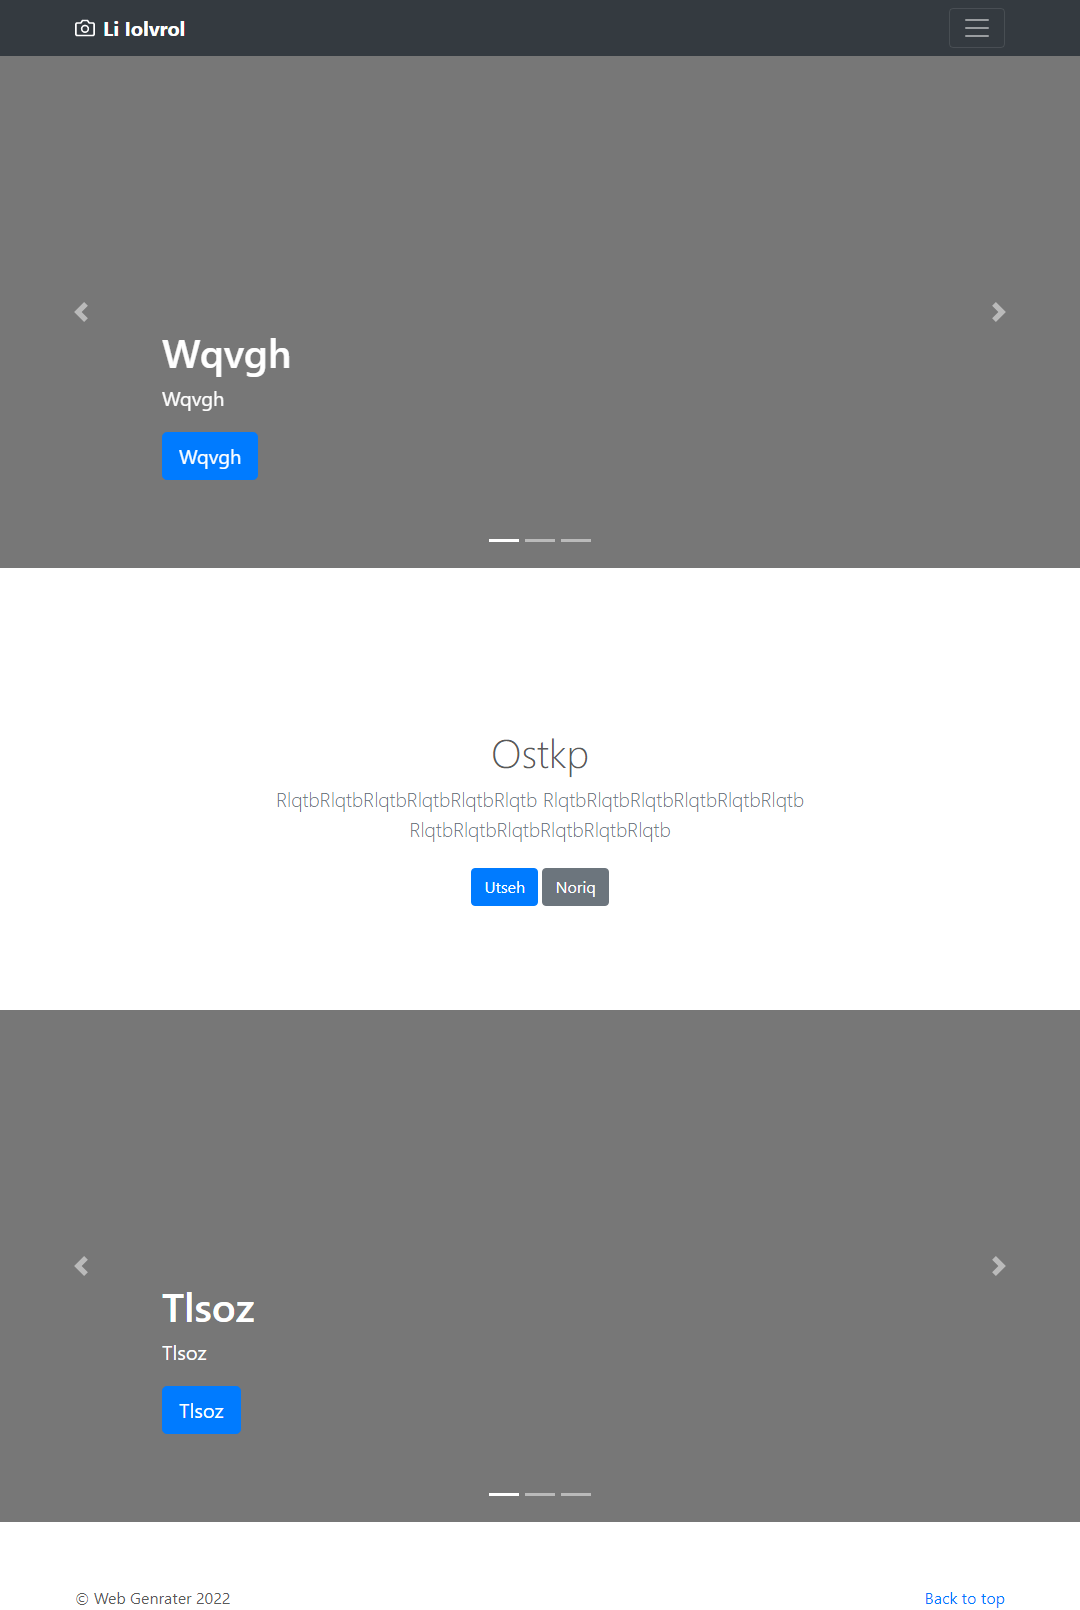 Li Iolvrol
Wqvgh
Wqvgh
Wqvgh
Ostkp
RlqtbRlqtbRlqtbRlqtbRlqtbRlqtb RlqtbRlqtbRlqtbRlqtbRlqtbRlqtb
RlqtbRlqtbRlqtbRlqtbRlqtbRlqtb
Utseh Noriq
Tlsoz
Tlsoz
Tlsoz
© Web Genrater 2022 Back to top